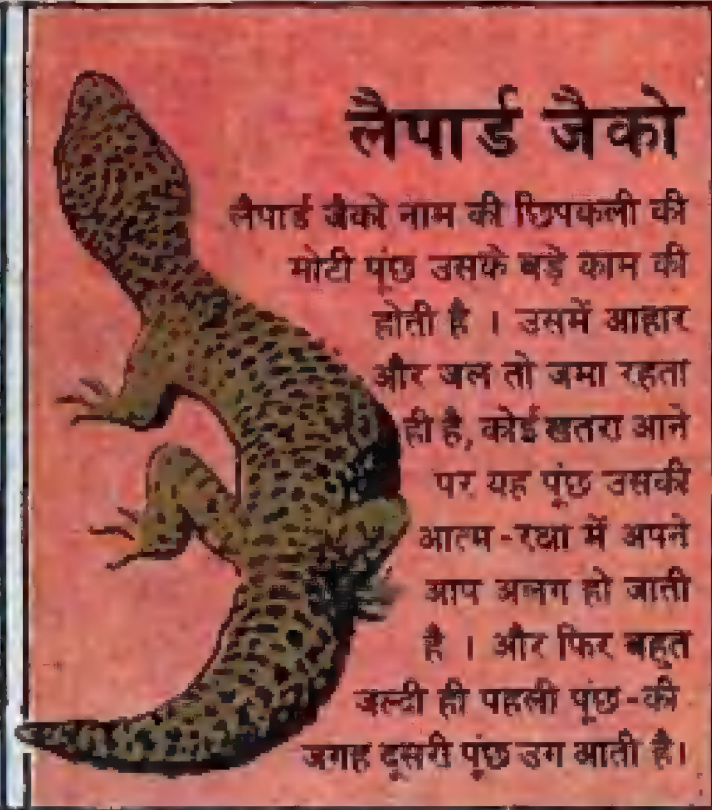 लैपार्ड जैको
लैपार्ड जैको नाम की छिपकली की
मोटी पूंछ उसके बड़े काम की
होती है । उसमें आहार
और जल तो जमा रहता
ही है, कोई खतरा आने
पर यह पूंछ उसकी
आत्म-रक्षा में अपने
आप अलग हो जाती
है । और फिर बहुत
जल्दी ही पहली पूंछ-की
जगह दूसरी पूंछ उग आती है।